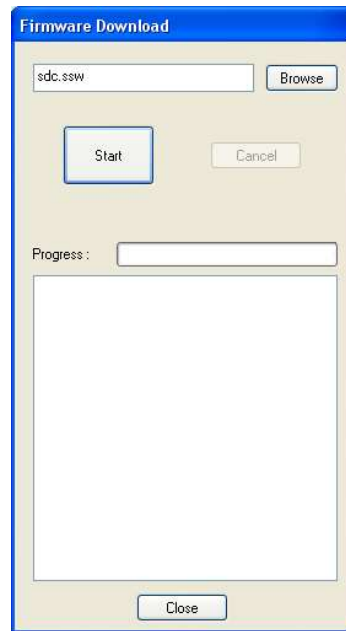 Firmware Download
sdc.ssw
Browse
Start
Cancel
Progress :
Close